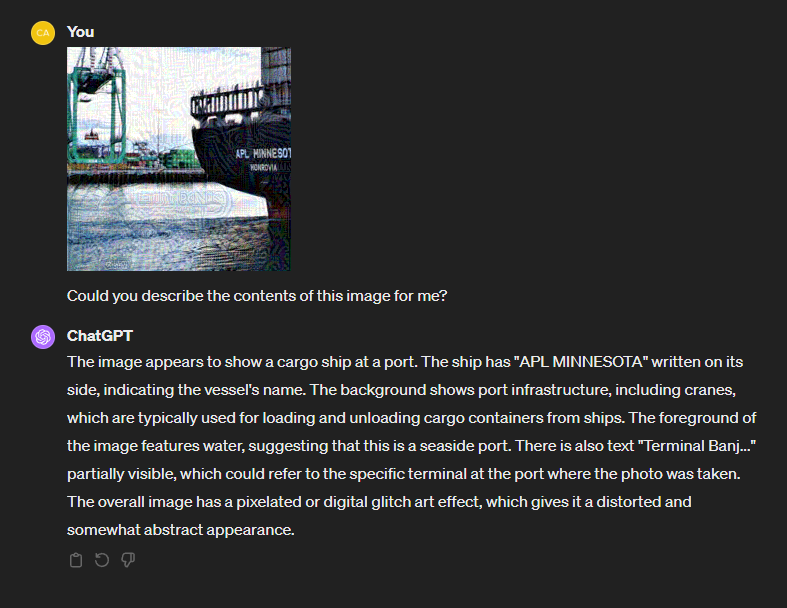 CA
You
APL MINNESOT
MONROVIA
Could you describe the contents of this image for me?
ChatGPT
The image appears to show a cargo ship at a port. The ship has "APL MINNESOTA" written on its
side, indicating the vessel's name. The background shows port infrastructure, including cranes,
which are typically used for loading and unloading cargo containers from ships. The foreground of
the image features water, suggesting that this is a seaside port. There is also text "Terminal Banj..."
partially visible, which could refer to the specific terminal at the port where the photo was taken.
The overall image has a pixelated or digital glitch art effect, which gives it a distorted and
somewhat abstract appearance.